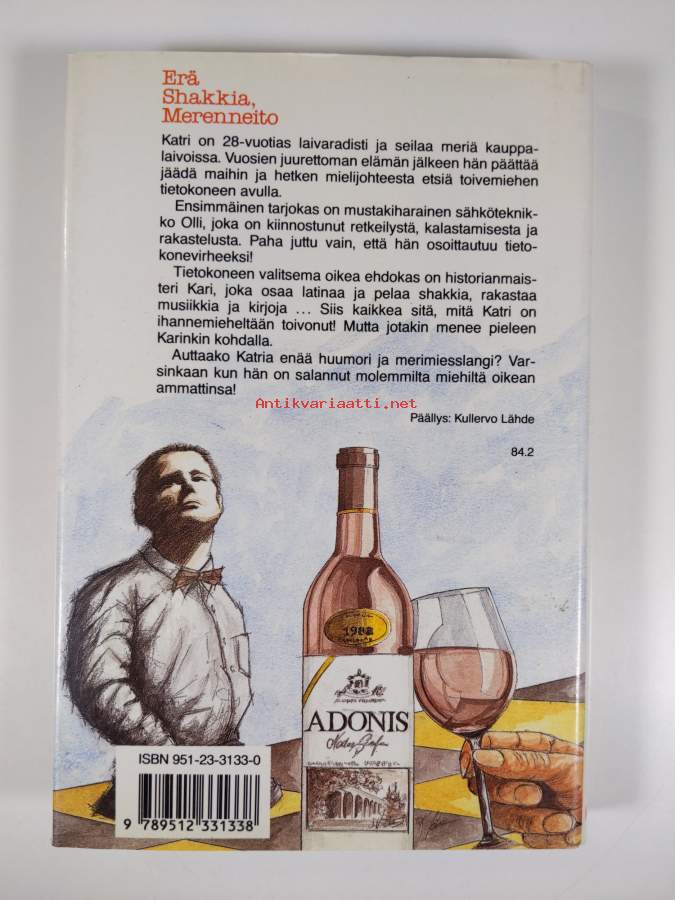 Erä
Shakkia,
Merenneito
Katri on 28-vuotias laivaradisti ja seilaa meriä kauppa-
laivoissa. Vuosien juurettoman elämän jälkeen hän päättää
jäädä maihin ja hetken mielijohteesta etsiä toivemiehen
tietokoneen avulla.
Ensimmäinen tarjokas on mustakiharainen sähköteknik-
ko Olli, joka on kiinnostunut retkeilystä, kalastamisesta ja
rakastelusta. Paha juttu vain, että hän osoittautuu tieto-
konevirheeksi!
Tietokoneen valitsema oikea ehdokas on historianmais-
teri Kari, joka osaa latinaa ja pelaa shakkia, rakastaa
musiikkia ja kirjoja ... Siis kaikkea sitä, mitä Katri on
ihannemieheltään toivonut! Mutta jotakin menee pieleen
Karinkin kohdalla.
Auttaako Katria enää huumori ja merimiesslangi? Var-
sinkaan kun hän on salannut molemmilta miehiltä oikean
ammattinsa!
Antikvariaatti.net
Päällys: Kullervo Lähde
84.2
1982
ADONIS
ISBN 951-23-3133-0
9 789512 331338